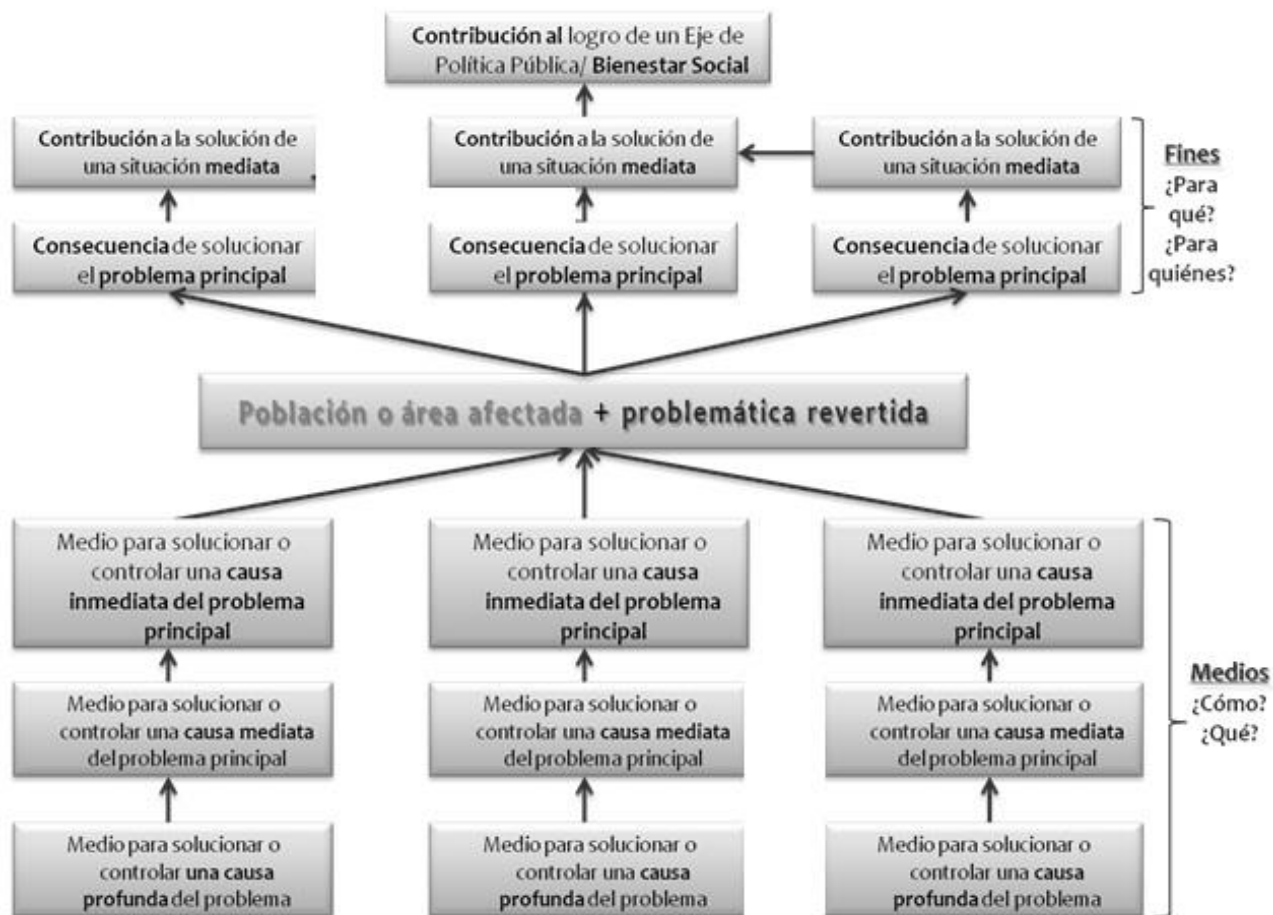 Contribución al logro de un Eje de
Política Pública/ Bienestar Social
Contribución a la solución de
una situación mediata
Contribución a la solución de
una situación mediata
Contribución a la solución de
una situación mediata
Consecuencia de solucionar
el problema principal
Consecuencia de solucionar
el problema principal
Consecuencia de solucionar
el problema principal
Fines
¿Para
qué?
¿Para
quiénes?
Población o área afectada + problemática revertida
Medio para solucionar o
controlar una causa
inmediata del problema
principal
Medio para solucionar o
controlar una causa
inmediata del problema
principal
Medio para solucionar o
controlar una causa
inmediata del problema
principal
Medio para solucionar o
controlar una causa mediata
del problema principal
Medio para solucionar o
controlar una causa mediata
del problema principal
Medio para solucionar o
controlar una causa mediata
del problema principal
Medios
¿Cómo?
¿Qué?
Medio para solucionar o
controlar una causa
profunda del problema
Medio para solucionar o
controlar una causa
profunda del problema
Medio para solucionar o
controlar una causa
profunda del problema